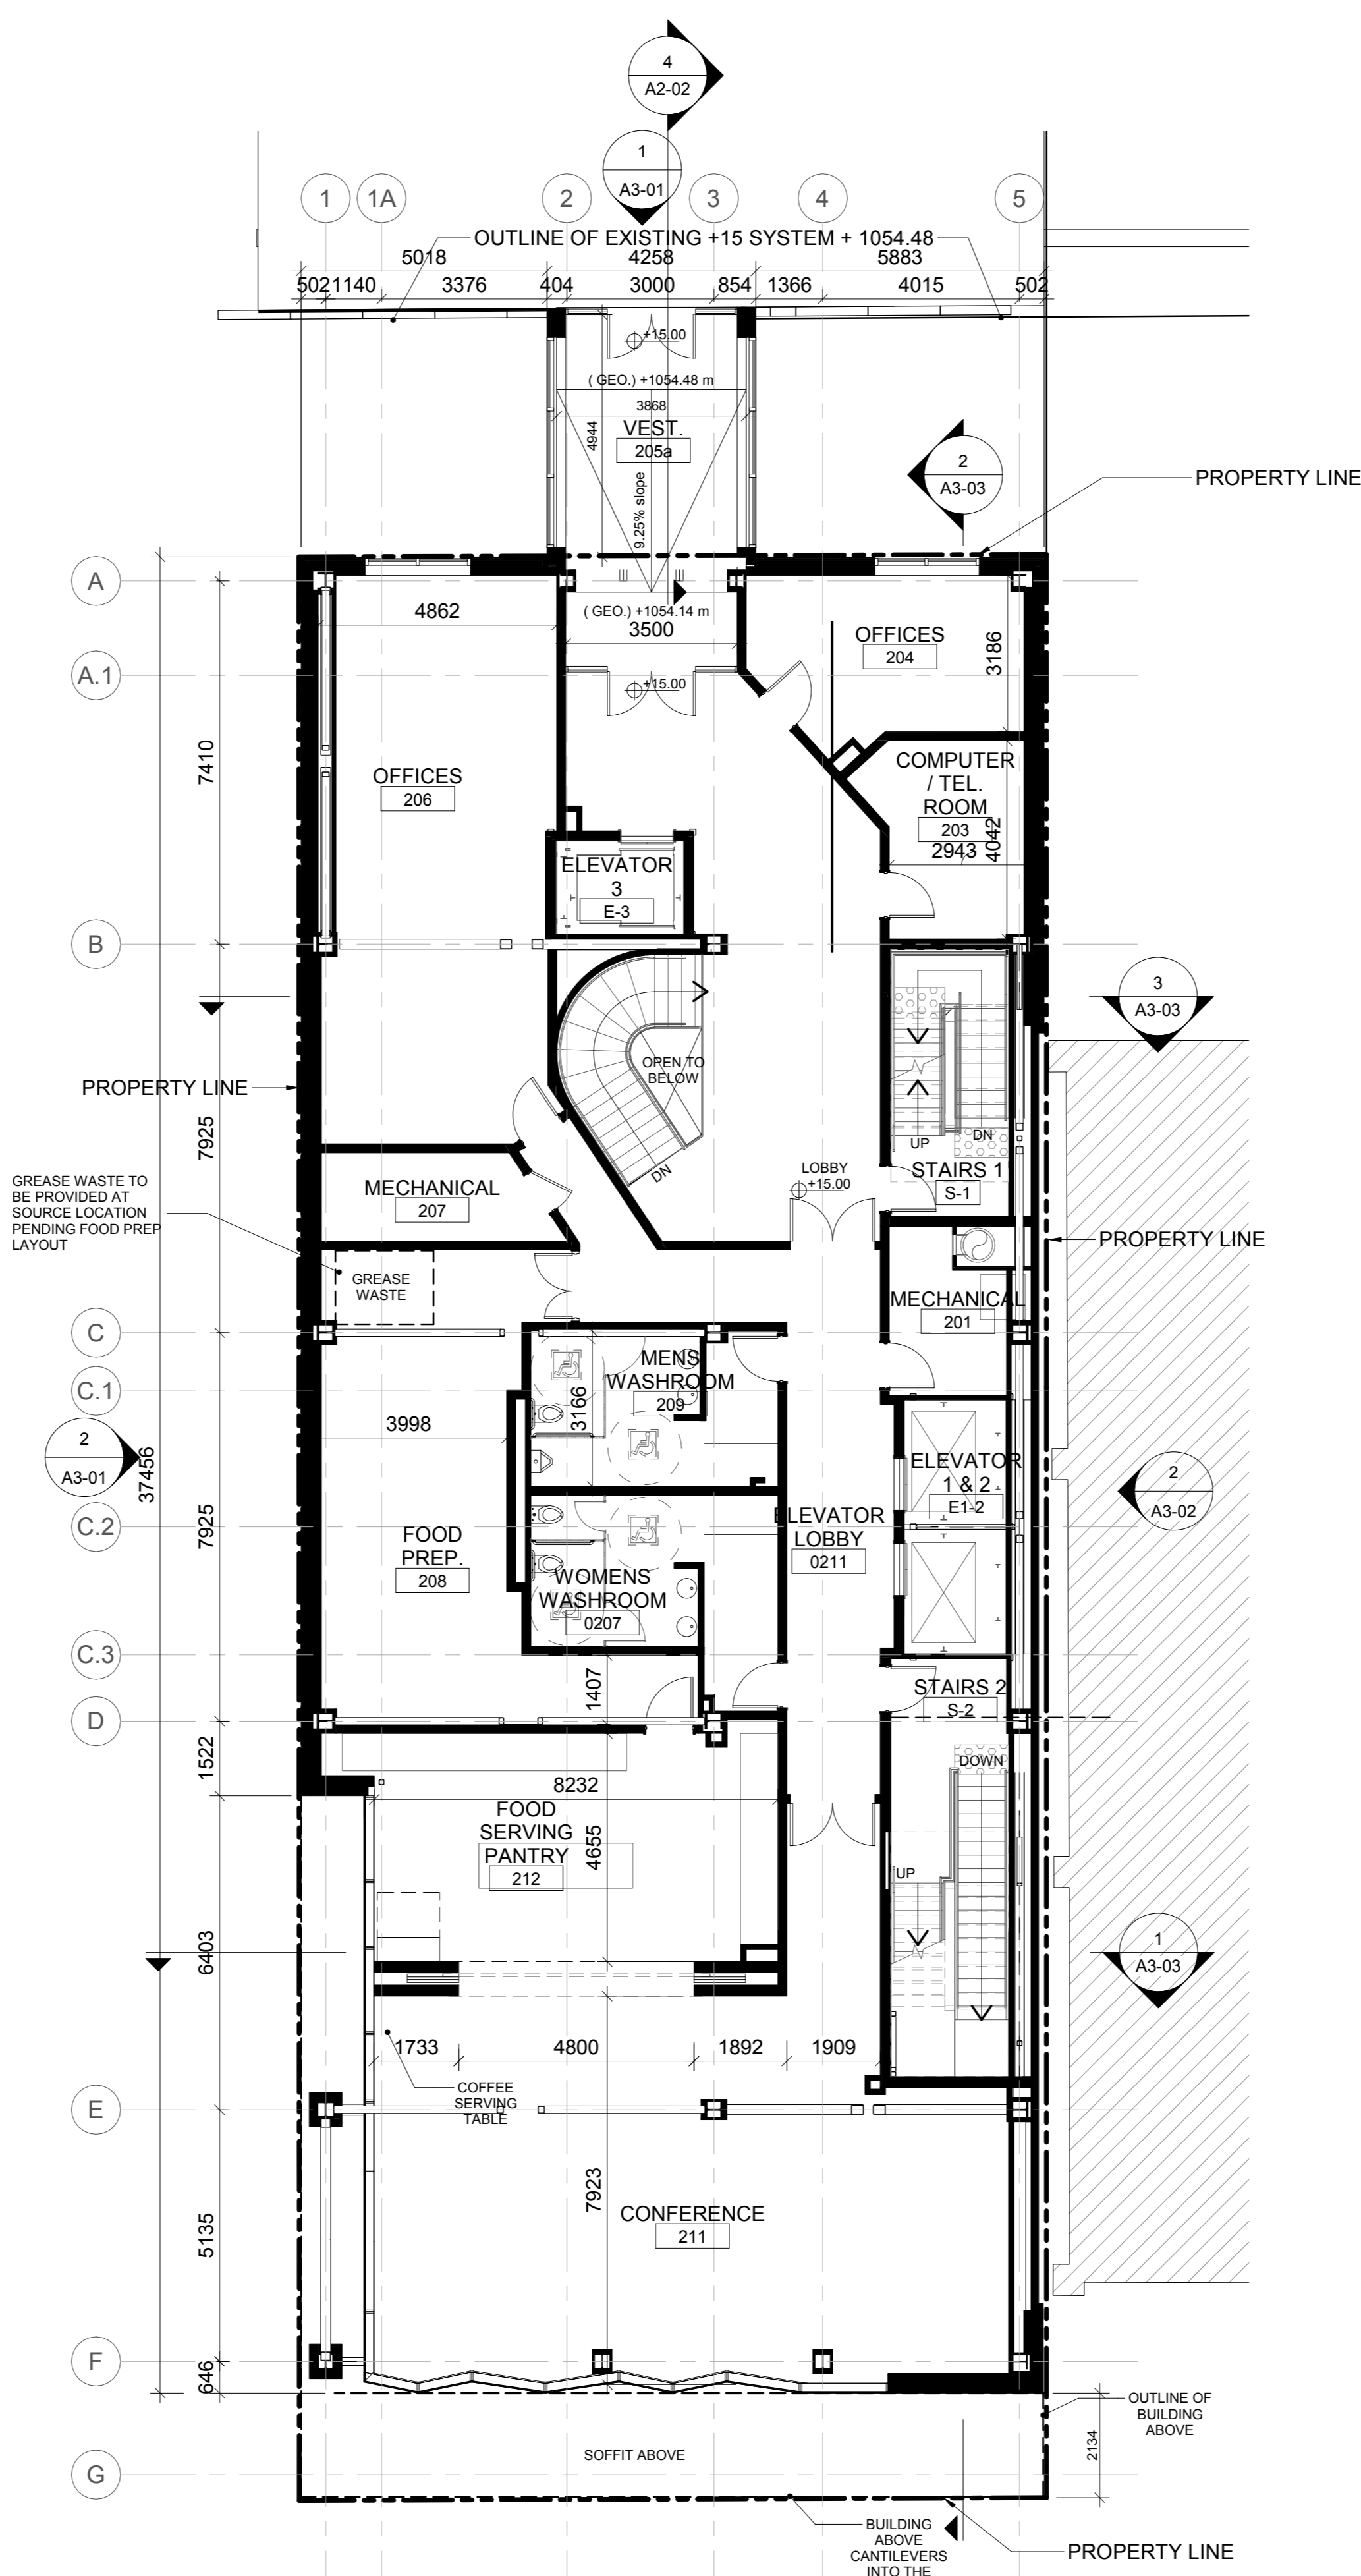 4
A2-02
1
A3-01
1
1A
2
3
4
5
OUTLINE OF EXISTING +15 SYSTEM + 1054.48
5018
4258
5883
502
1140
3376
404
3000
854
1366
4015
502
+15.00
( GEO.) +1054.48 m
3868
4944
VEST.
205a
9.25% slope
2
A3-03
PROPERTY LINE
A
( GEO.) +1054.14 m
4862
3500
OFFICES
204
3186
A.1
+15.00
7410
OFFICES
206
COMPUTER
/ TEL.
ROOM
203
2943
4042
ELEVATOR
3
E-3
B
3
A3-03
OPEN TO
BELOW
PROPERTY LINE
7925
UP
DN
DN
STAIRS 1
S-1
LOBBY
+15.00
MECHANICAL
207
GREASE WASTE TO
BE PROVIDED AT
SOURCE LOCATION
PENDING FOOD PREP
LAYOUT
PROPERTY LINE
GREASE
WASTE
MECHANICAL
201
C
MENS
WASHROOM
209
3166
C.1
3998
2
A3-01
37456
ELEVATOR
1 & 2
E1-2
2
A3-02
7925
C.2
FOOD
PREP.
208
ELEVATOR
LOBBY
0211
WOMENS
WASHROOM
0207
C.3
1407
STAIRS 2
S-2
D
1522
DOWN
8232
FOOD
SERVING
PANTRY
212
4655
UP
6403
1
A3-03
1733
4800
1892
1909
COFFEE
SERVING
TABLE
E
7923
CONFERENCE
211
5135
F
646
OUTLINE OF
BUILDING
ABOVE
2134
SOFFIT ABOVE
G
BUILDING
ABOVE
CANTILEVERS
INTO THE
PROPERTY LINE